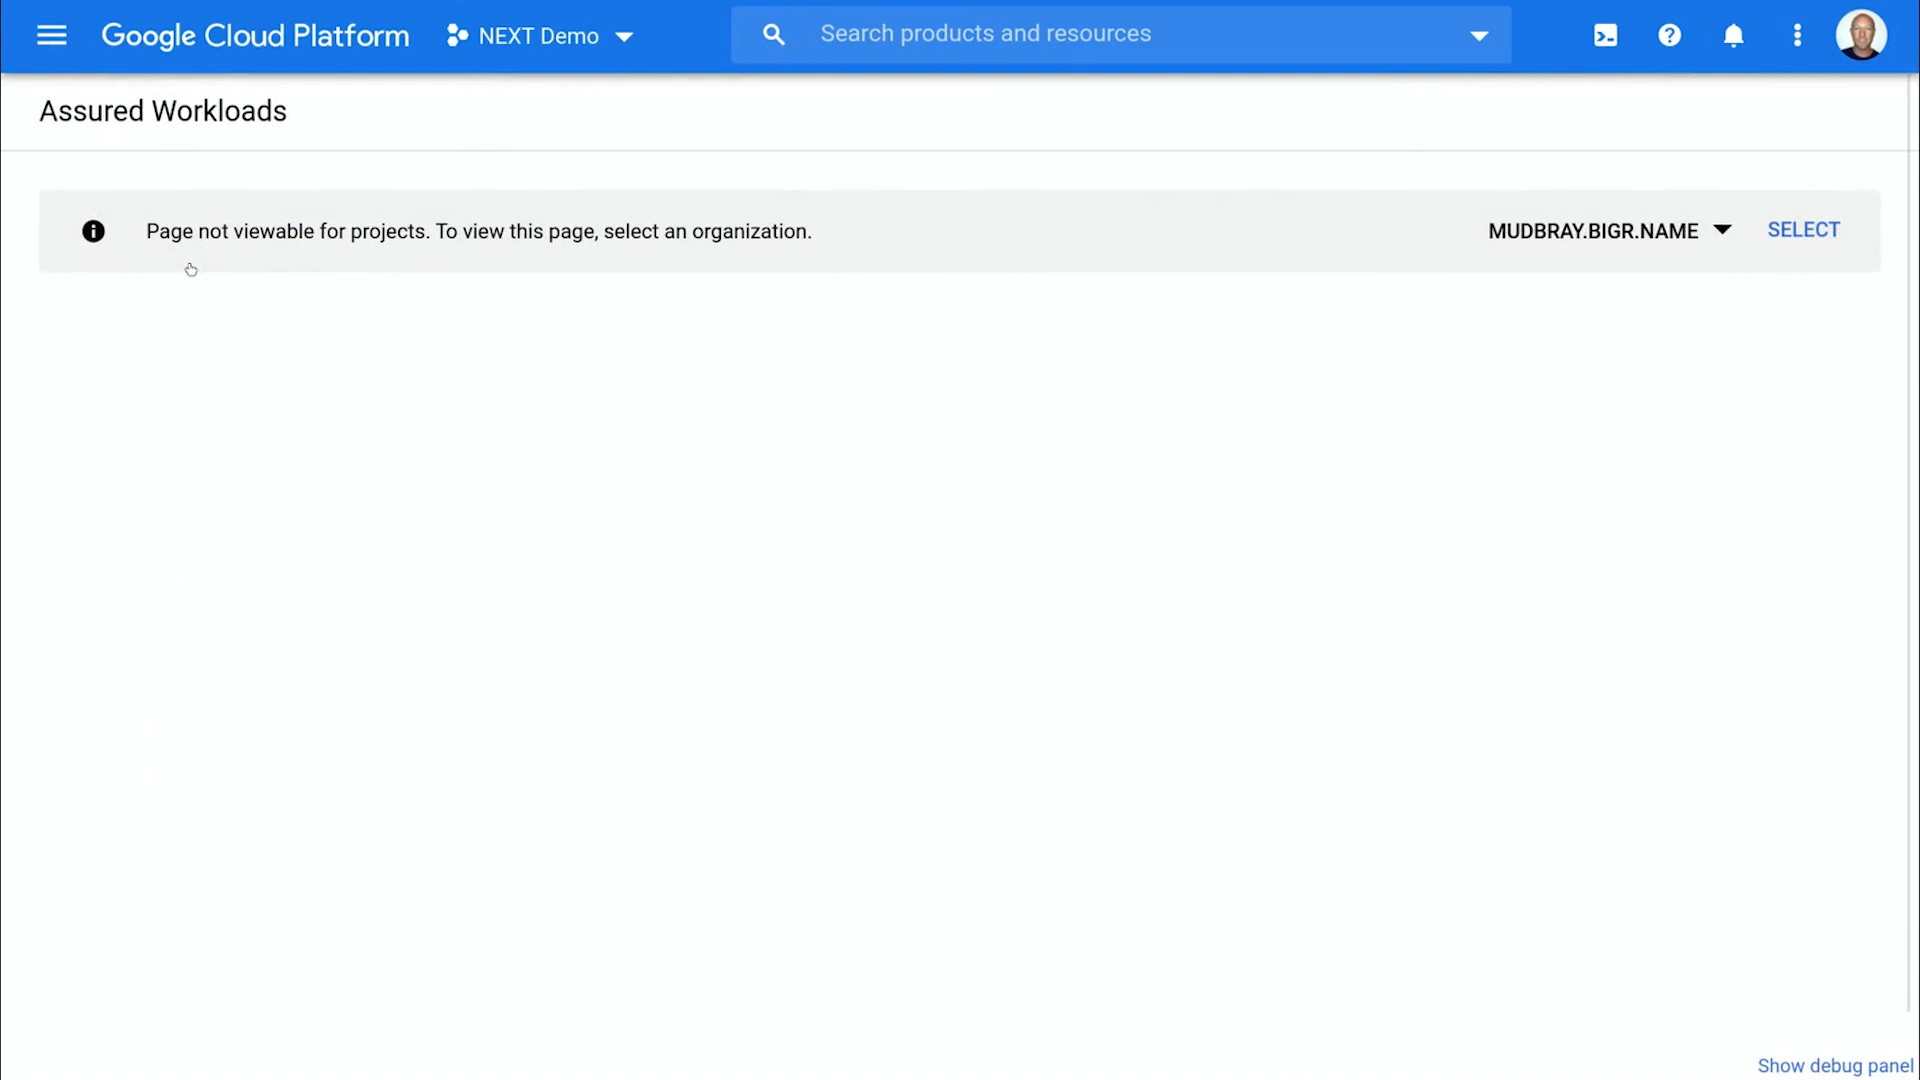 Google Cloud Platform
NEXT Demo
Search products and resources
Assured Workloads
Page not viewable for projects. To view this page, select an organization.
MUDBRAY.BIGR.NAME
SELECT
Show debug panel